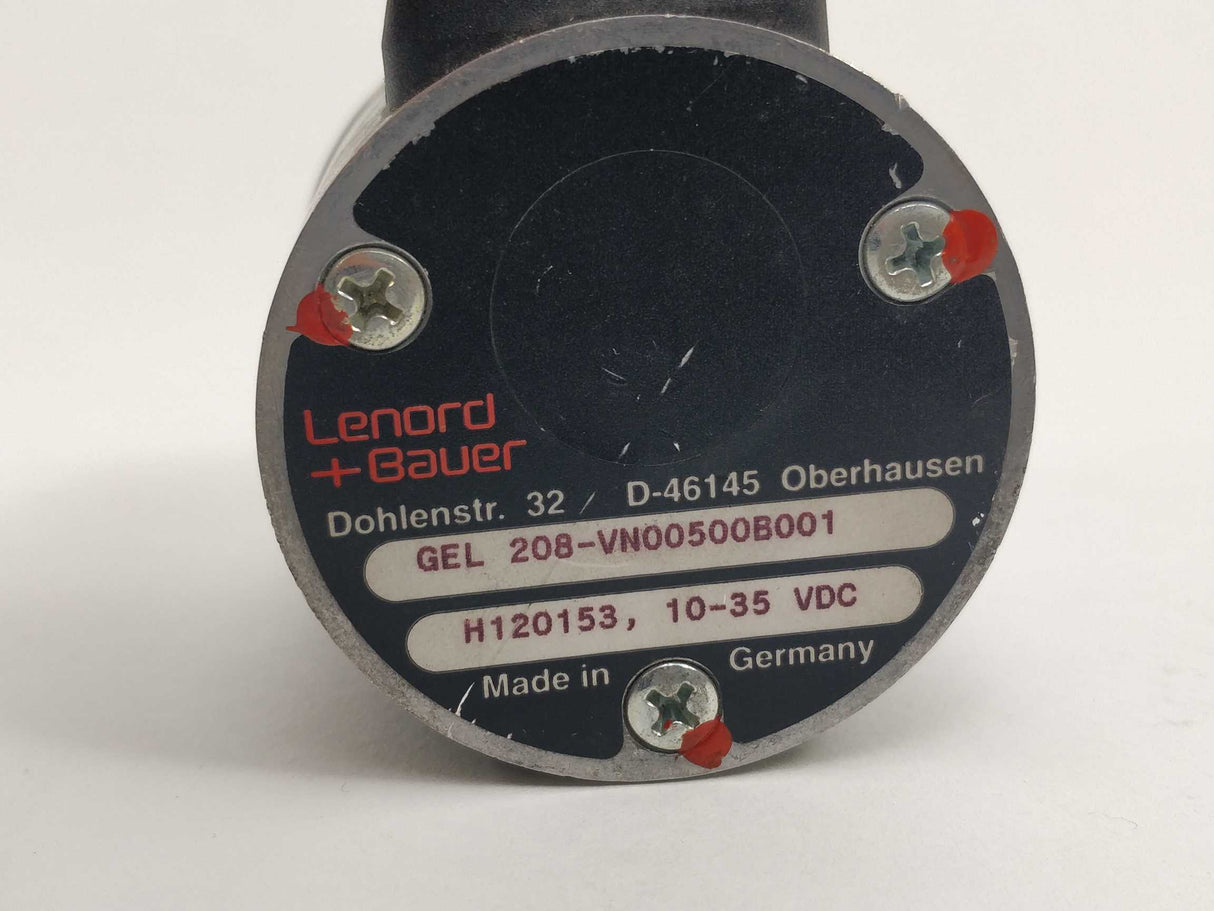 Lenord
+Bauer
Dohlenstr. 32 / D-46145 Oberhausen
GEL 208-VN00500B001
H120153, 10-35 VDC
Made in Germany